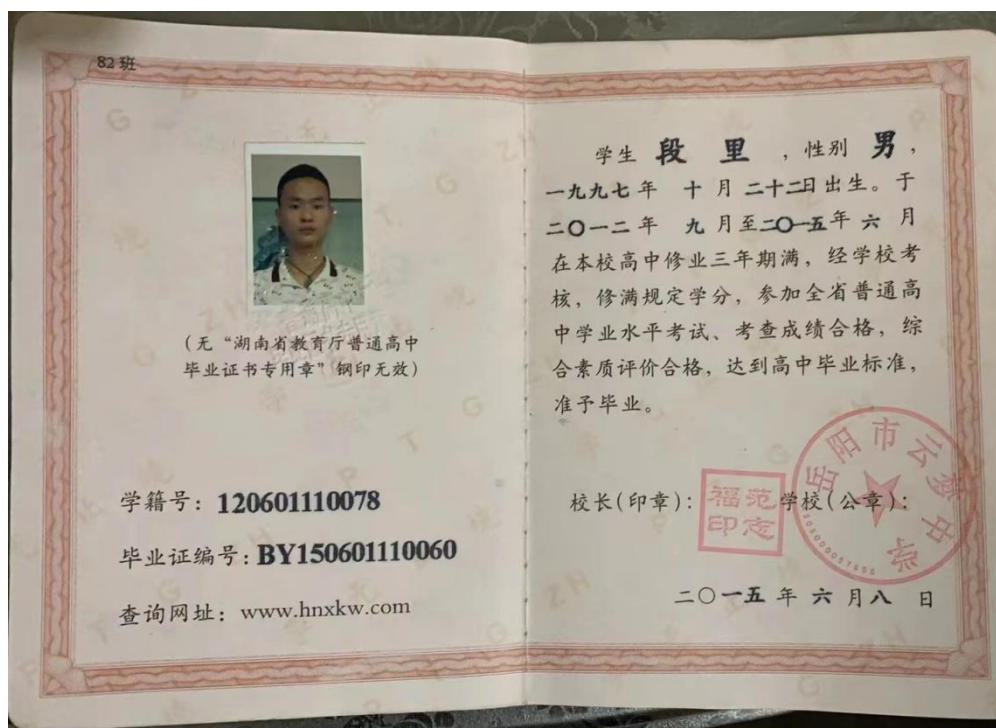 82班
(无“湖南省教育厅普通高中
毕业证书专用章”钢印无效)
学籍号：120601110078
毕业证编号：BY150601110060
查询网址：www.hnxkw.com
学生 段里，性别 男，
一九九七年 十月二十二日出生。于
二〇一二年 九月至二〇一五年六月
在本校高中修业三年期满，经学校考
核，修满规定学分，参加全省普通高
中学业水平考试、考查成绩合格，综
合素质评价合格，达到高中毕业标准，
准予毕业。
校长(印章)： 学校(公章)：
范志福印
岳阳市云梦中学
二〇一五年六月八日